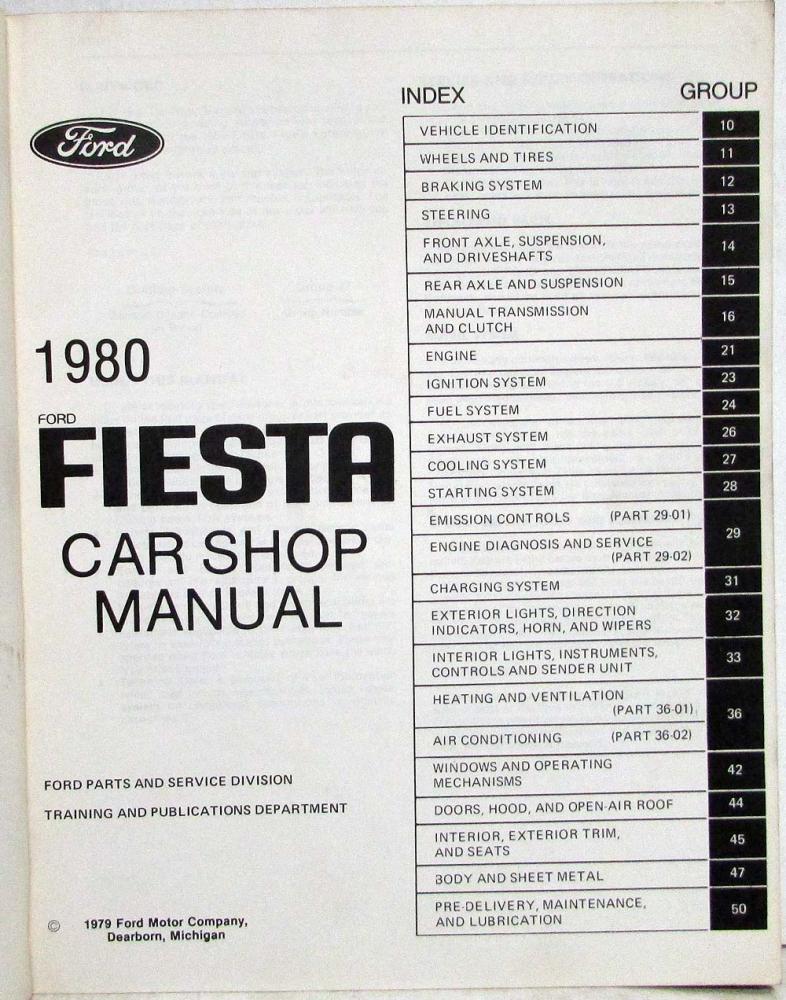 Ford
1980
FORD
FIESTA
CAR SHOP
MANUAL
FORD PARTS AND SERVICE DIVISION
TRAINING AND PUBLICATIONS DEPARTMENT
© 1979 Ford Motor Company,
Dearborn, Michigan
INDEX GROUP
VEHICLE IDENTIFICATION 10
WHEELS AND TIRES 11
BRAKING SYSTEM 12
STEERING 13
FRONT AXLE, SUSPENSION,
AND DRIVESHAFTS 14
REAR AXLE AND SUSPENSION 15
MANUAL TRANSMISSION
AND CLUTCH 16
ENGINE 21
IGNITION SYSTEM 23
FUEL SYSTEM 24
EXHAUST SYSTEM 26
COOLING SYSTEM 27
STARTING SYSTEM 28
EMISSION CONTROLS (PART 29-01)
29
ENGINE DIAGNOSIS AND SERVICE
(PART 29-02)
CHARGING SYSTEM 31
EXTERIOR LIGHTS, DIRECTION
INDICATORS, HORN, AND WIPERS 32
INTERIOR LIGHTS, INSTRUMENTS,
CONTROLS AND SENDER UNIT 33
HEATING AND VENTILATION
(PART 36-01)
36
AIR CONDITIONING (PART 36-02)
WINDOWS AND OPERATING
MECHANISMS 42
DOORS, HOOD, AND OPEN-AIR ROOF 44
INTERIOR, EXTERIOR TRIM,
AND SEATS 45
BODY AND SHEET METAL 47
PRE-DELIVERY, MAINTENANCE,
AND LUBRICATION 50